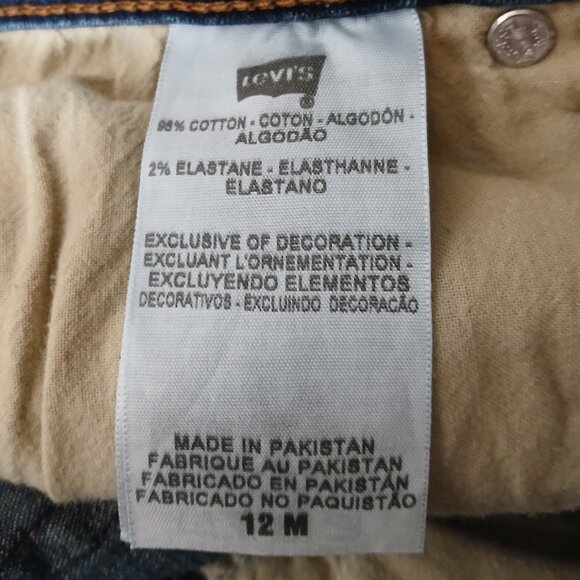 LEVI'S
®
98% COTTON - COTON - ALGODÓN -
ALGODÃO
2% ELASTANE - ELASTHANNE -
ELASTANO
EXCLUSIVE OF DECORATION -
EXCLUANT L'ORNEMENTATION -
EXCLUYENDO ELEMENTOS
DECORATIVOS - EXCLUINDO DECORAÇÃO
MADE IN PAKISTAN
FABRIQUE AU PAKISTAN
FABRICADO EN PAKISTÁN
FABRICADO NO PAQUISTÃO
12 M